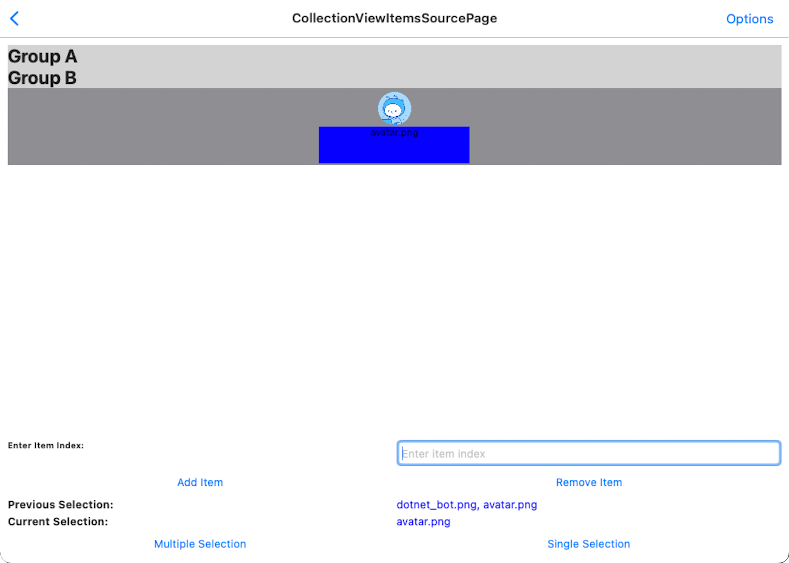 CollectionViewItemsSourcePage
Options
Group A
Group B
avatar.png
Enter Item Index:
Enter item index
Add Item
Remove Item
Previous Selection:
dotnet_bot.png, avatar.png
Current Selection:
avatar.png
Multiple Selection
Single Selection